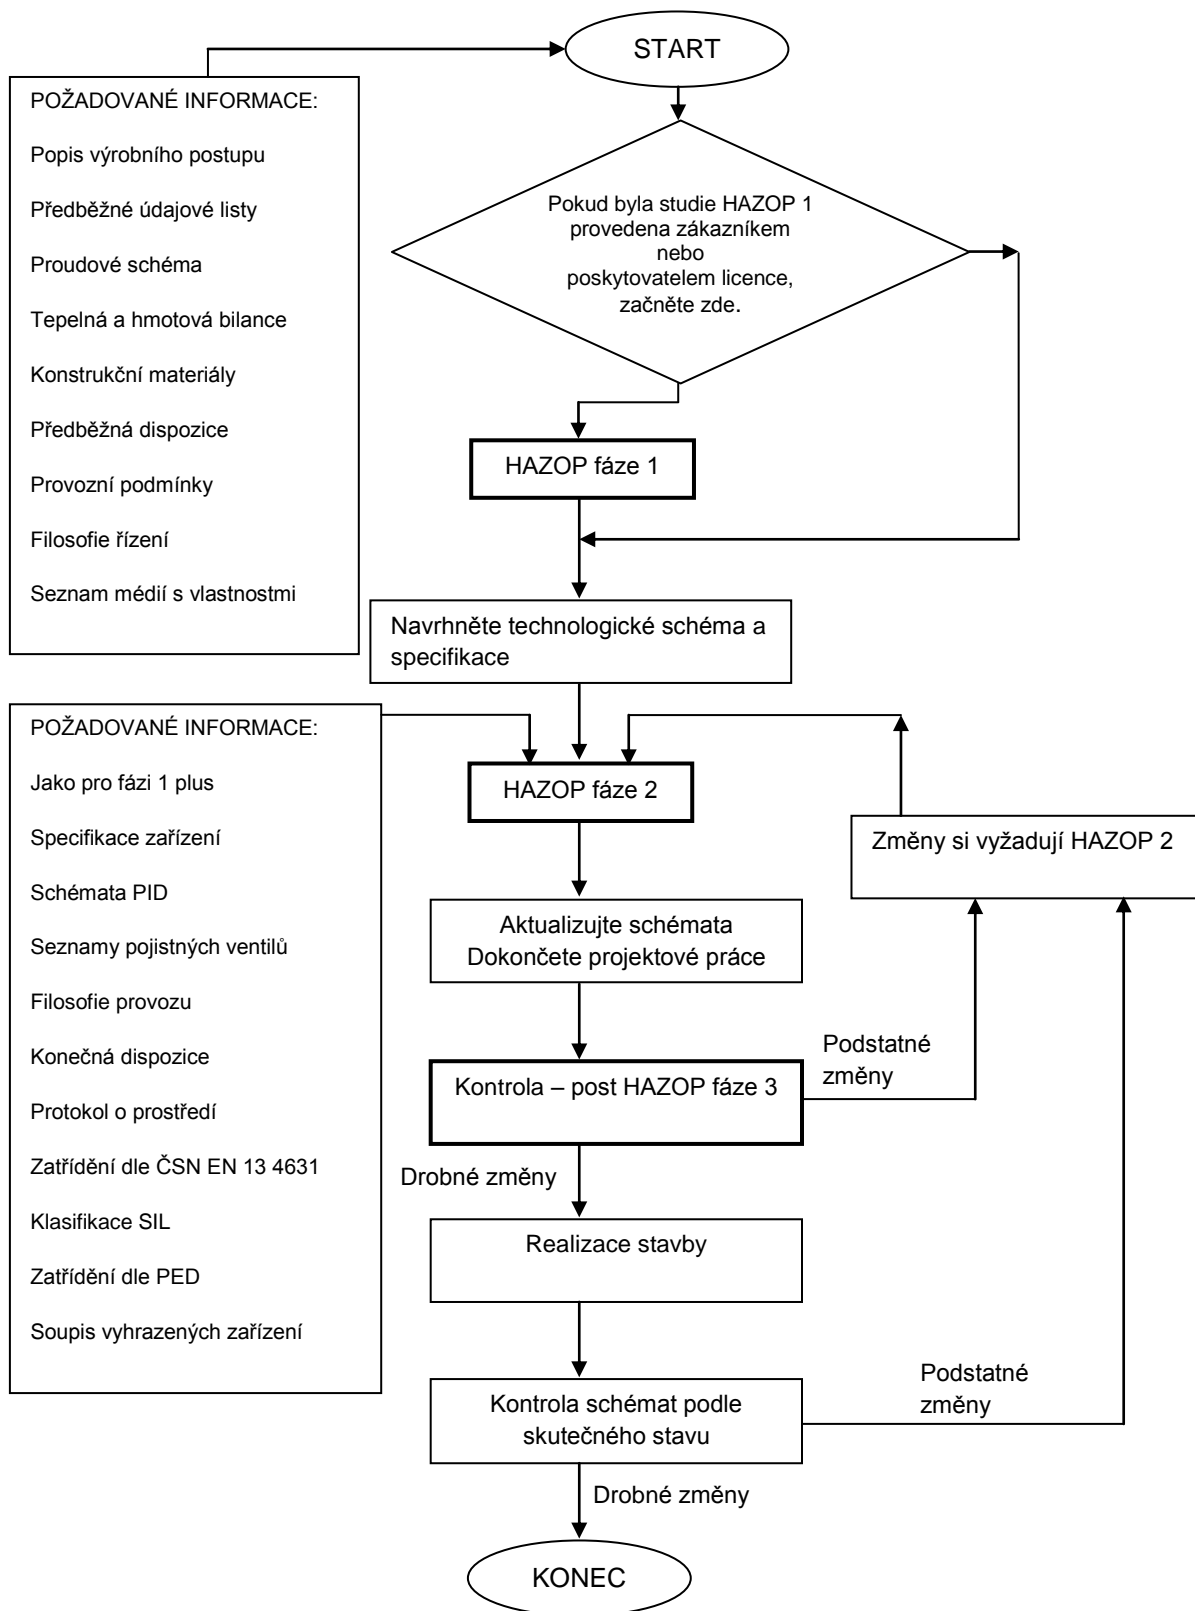 START
POŽADOVANÉ INFORMACE:
Popis výrobního postupu
Předběžné údajové listy
Proudové schéma
Tepelná a hmotová bilance
Konstrukční materiály
Předběžná dispozice
Provozní podmínky
Filosofie řízení
Seznam médií s vlastnostmi
Pokud byla studie HAZOP 1
provedena zákazníkem
nebo
poskytovatelem licence,
začněte zde.
HAZOP fáze 1
Navrhněte technologické schéma a
specifikace
POŽADOVANÉ INFORMACE:
Jako pro fázi 1 plus
Specifikace zařízení
Schémata PID
Seznamy pojistných ventilů
Filosofie provozu
Konečná dispozice
Protokol o prostředí
Zatřídění dle ČSN EN 13 4631
Klasifikace SIL
Zatřídění dle PED
Soupis vyhrazených zařízení
HAZOP fáze 2
Změny si vyžadují HAZOP 2
Aktualizujte schémata
Dokončete projektové práce
Podstatné
změny
Kontrola – post HAZOP fáze 3
Drobné změny
Realizace stavby
Kontrola schémat podle
skutečného stavu
Podstatné
změny
Drobné změny
KONEC